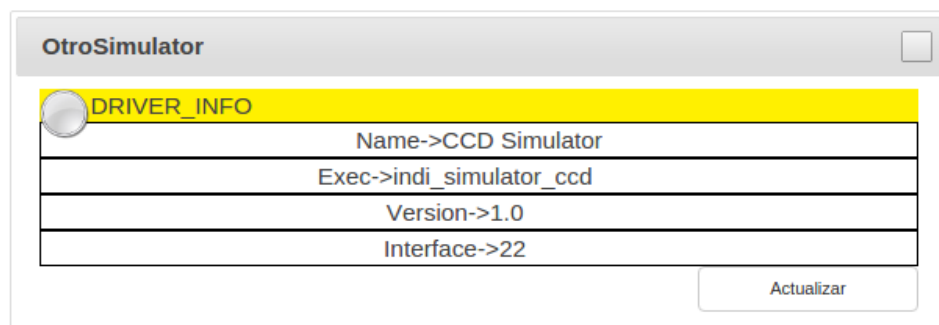 OtroSimulator
DRIVER_INFO
Name->CCD Simulator
Exec->indi_simulator_ccd
Version->1.0
Interface->22
Actualizar